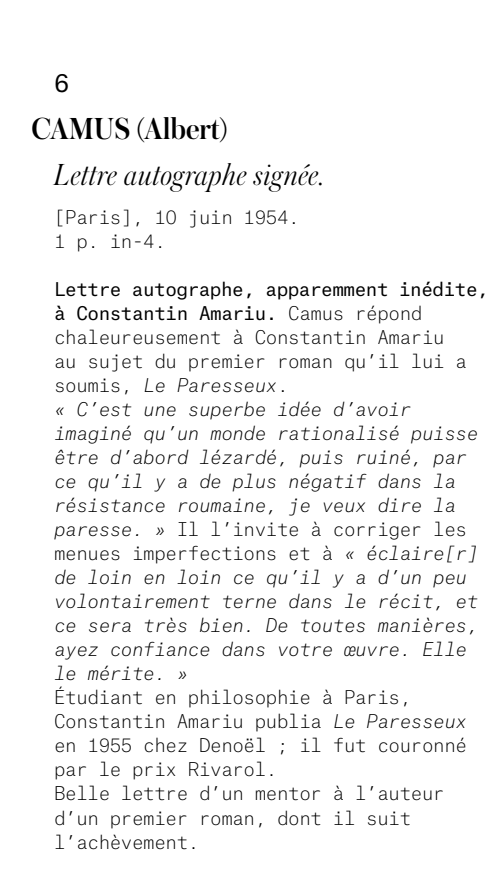 6
CAMUS (Albert)
Lettre autographe signée.
[Paris], 10 juin 1954.
1 p. in-4.
Lettre autographe, apparemment inédite,
à Constantin Amariu. Camus répond
chaleureusement à Constantin Amariu
au sujet du premier roman qu’il lui a
soumis, Le Paresseux.
« C’est une superbe idée d’avoir
imaginé qu’un monde rationalisé puisse
être d’abord lézardé, puis ruiné, par
ce qu’il y a de plus négatif dans la
résistance roumaine, je veux dire la
paresse. » Il l’invite à corriger les
menues imperfections et à « éclaire[r]
de loin en loin ce qu’il y a d’un peu
volontairement terne dans le récit, et
ce sera très bien. De toutes manières,
ayez confiance dans votre œuvre. Elle
le mérite. »
Étudiant en philosophie à Paris,
Constantin Amariu publia Le Paresseux
en 1955 chez Denoël ; il fut couronné
par le prix Rivarol.
Belle lettre d’un mentor à l’auteur
d’un premier roman, dont il suit
l’achèvement.